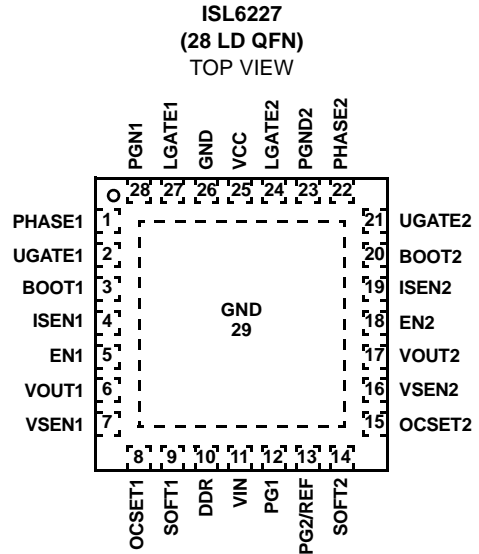 ISL6227
(28 LD QFN)
TOP VIEW
PGN1
LGATE1
GND
VCC
LGATE2
PGND2
PHASE2
28 27 26 25 24 23 22
PHASE1 1
UGATE1 2
BOOT1 3
ISEN1 4
EN1 5
VOUT1 6
VSEN1 7
GND
29
21 UGATE2
20 BOOT2
19 ISEN2
18 EN2
17 VOUT2
16 VSEN2
15 OCSET2
8 9 10 11 12 13 14
OCSET1
SOFT1
DDR
VIN
PG1
PG2/REF
SOFT2